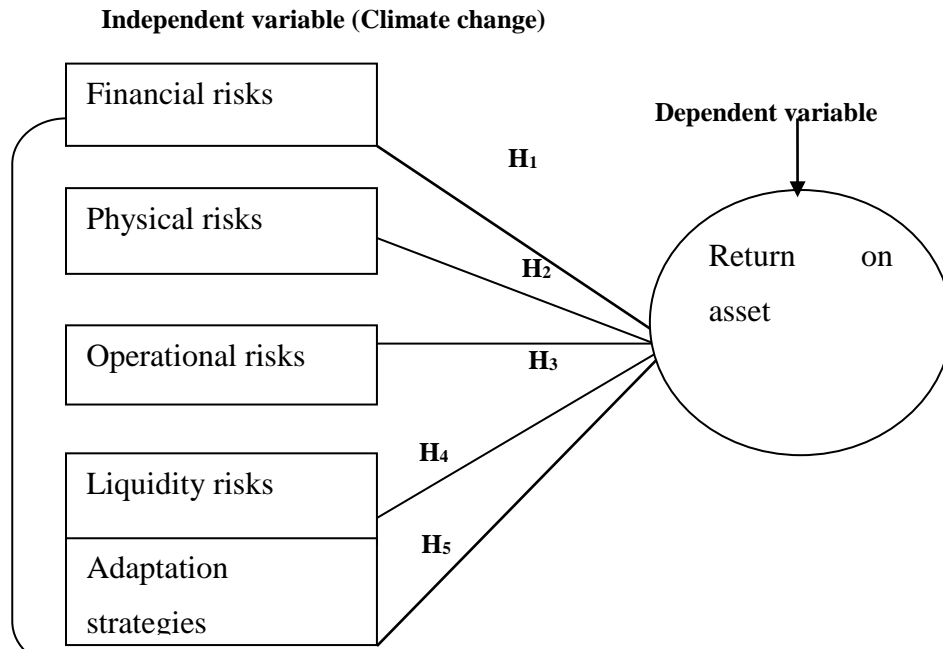 Independent variable (Climate change)
Financial risks
Dependent variable
H1
Physical risks
H2
Return on
asset
Operational risks
H3
H4
Liquidity risks
H5
Adaptation
strategies